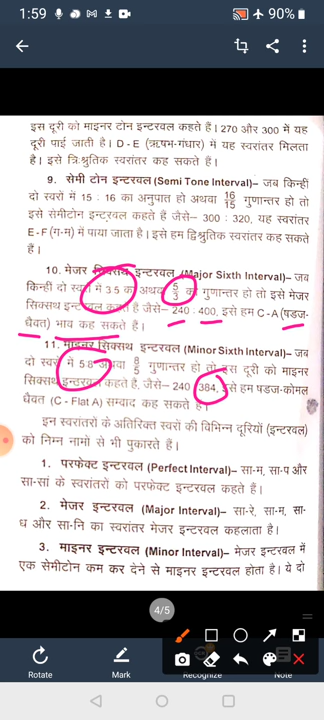 1:59
90%
इस दूरी को माइनर टोन इन्टरवल कहते हैं। 270 और 300 में यह
दूरी पाई जाती है। D - E (ऋषभ-गंधार) में यह स्वरांतर मिलता
है। इसे त्रिःश्रुतिक स्वरांतर कह सकते हैं।
9. सेमी टोन इन्टरवल (Semi Tone Interval)– जब किन्हीं
दो स्वरों में 15 : 16 का अनुपात हो अथवा 16/15 गुणान्तर हो तो
इसे सेमीटोन इन्टरवल कहते है जैसे– 300 : 320, यह स्वरांतर
E-F (ग-म) में पाया जाता है। इसे हम द्विश्रुतिक स्वरांतर कह सकते
हैं।
10. मेजर सिक्सथ इन्टरवल (Major Sixth Interval)– जब
किन्हीं दो स्वरों में 3:5 का अथवा 5/3 का गुणान्तर हो तो इसे मेजर
सिक्सथ इन्टरवल कहते है जैसे– 240 : 400, इसे हम C-A (षडज-
धैवत) भाव कह सकते हैं।
11. माइनर सिक्सथ इन्टरवल (Minor Sixth Interval)– जब
दो स्वरों में 5:8 अथवा 8/5 गुणान्तर हो तो इस दूरी को माइनर
सिक्सथ इन्टरवल कहते है, जैसे– 240 384, इसे हम षडज-कोमल
धैवत (C - Flat A) सम्वाद कह सकते है।
इन स्वरांतरों के अतिरिक्त स्वरों की विभिन्न दूरियों (इन्टरवल)
को निम्न नामों से भी पुकारते हैं।
1. परफेक्ट इन्टरवल (Perfect Interval)– सा-म, सा-प और
सा-सां के स्वरांतरों को परफेक्ट इन्टरवल कहते हैं।
2. मेजर इन्टरवल (Major Interval)– सा-रे, सा-म, सा-
ध और सा-नि का स्वरांतर मेजर इन्टरवल कहलाता है।
3. माइनर इन्टरवल (Minor Interval)– मेजर इन्टरवल में
एक सेमीटोन कम कर देने से माइनर इन्टरवल होता है। ये दो
4/5
Rotate
Mark
Recognize
Note